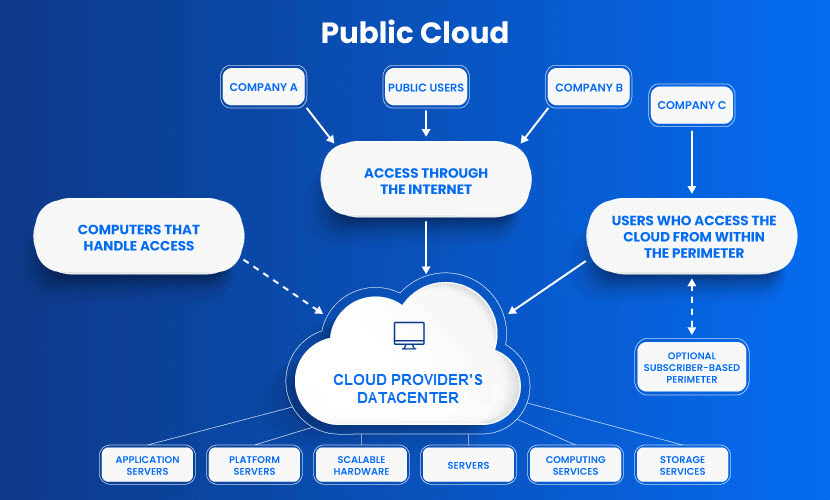 Public Cloud
COMPANY A
PUBLIC USERS
COMPANY B
COMPANY C
ACCESS THROUGH
THE INTERNET
COMPUTERS THAT
HANDLE ACCESS
USERS WHO ACCESS THE
CLOUD FROM WITHIN
THE PERIMETER
OPTIONAL
SUBSCRIBER-BASED
PERIMETER
CLOUD PROVIDER'S
DATACENTER
APPLICATION
SERVERS
PLATFORM
SERVERS
SCALABLE
HARDWARE
SERVERS
COMPUTING
SERVICES
STORAGE
SERVICES